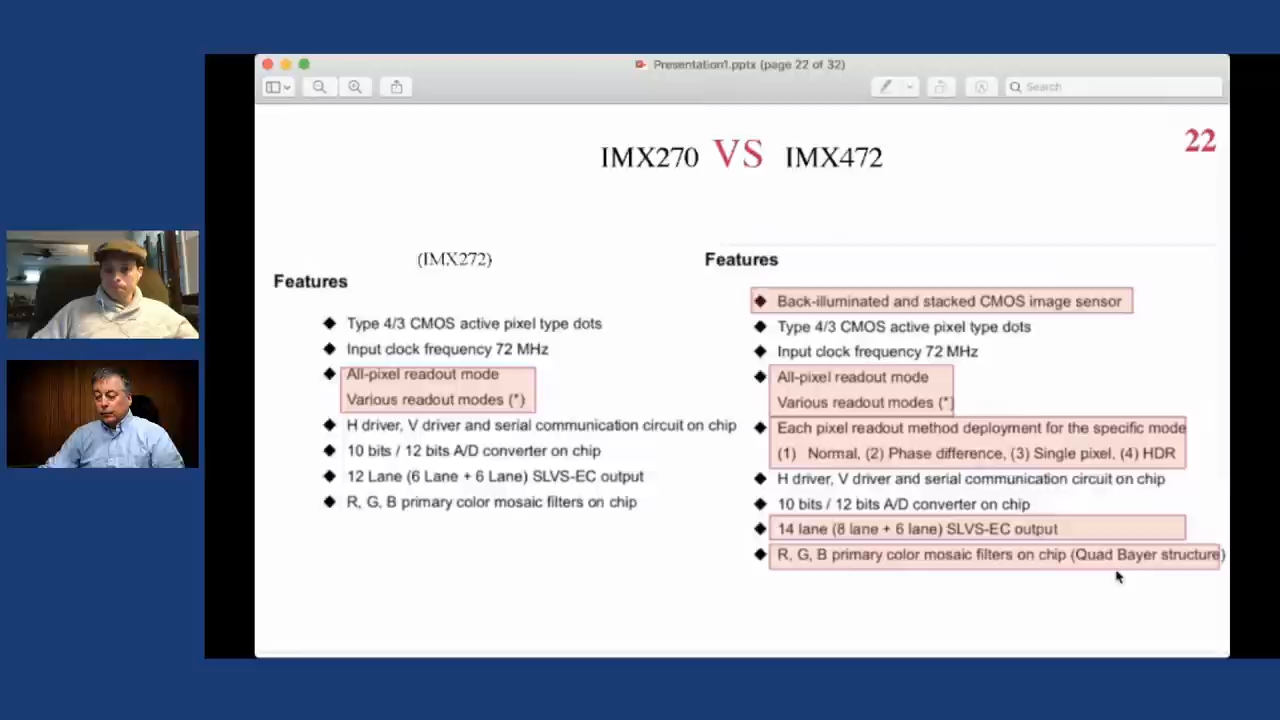 Presentation1.pptx (page 22 of 32)
Search
22
IMX270 VS IMX472
(IMX272)
Features
Type 4/3 CMOS active pixel type dots
Input clock frequency 72 MHz
All-pixel readout mode
Various readout modes (*)
H driver, V driver and serial communication circuit on chip
10 bits / 12 bits A/D converter on chip
12 Lane (6 Lane + 6 Lane) SLVS-EC output
R, G, B primary color mosaic filters on chip
Features
Back-illuminated and stacked CMOS image sensor
Type 4/3 CMOS active pixel type dots
Input clock frequency 72 MHz
All-pixel readout mode
Various readout modes (*)
Each pixel readout method deployment for the specific mode
(1) Normal, (2) Phase difference, (3) Single pixel, (4) HDR
H driver, V driver and serial communication circuit on chip
10 bits / 12 bits A/D converter on chip
14 lane (8 lane + 6 lane) SLVS-EC output
R, G, B primary color mosaic filters on chip (Quad Bayer structure)